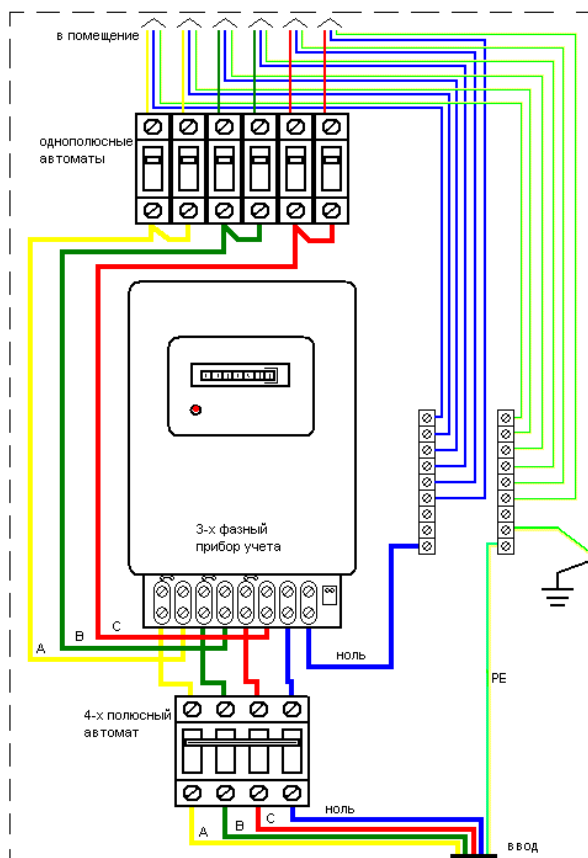 в помещение
однополюсные
автоматы
3-х фазный
прибор учета
A
B
C
ноль
PE
4-х полюсный
автомат
A
B
C
ноль
ввод